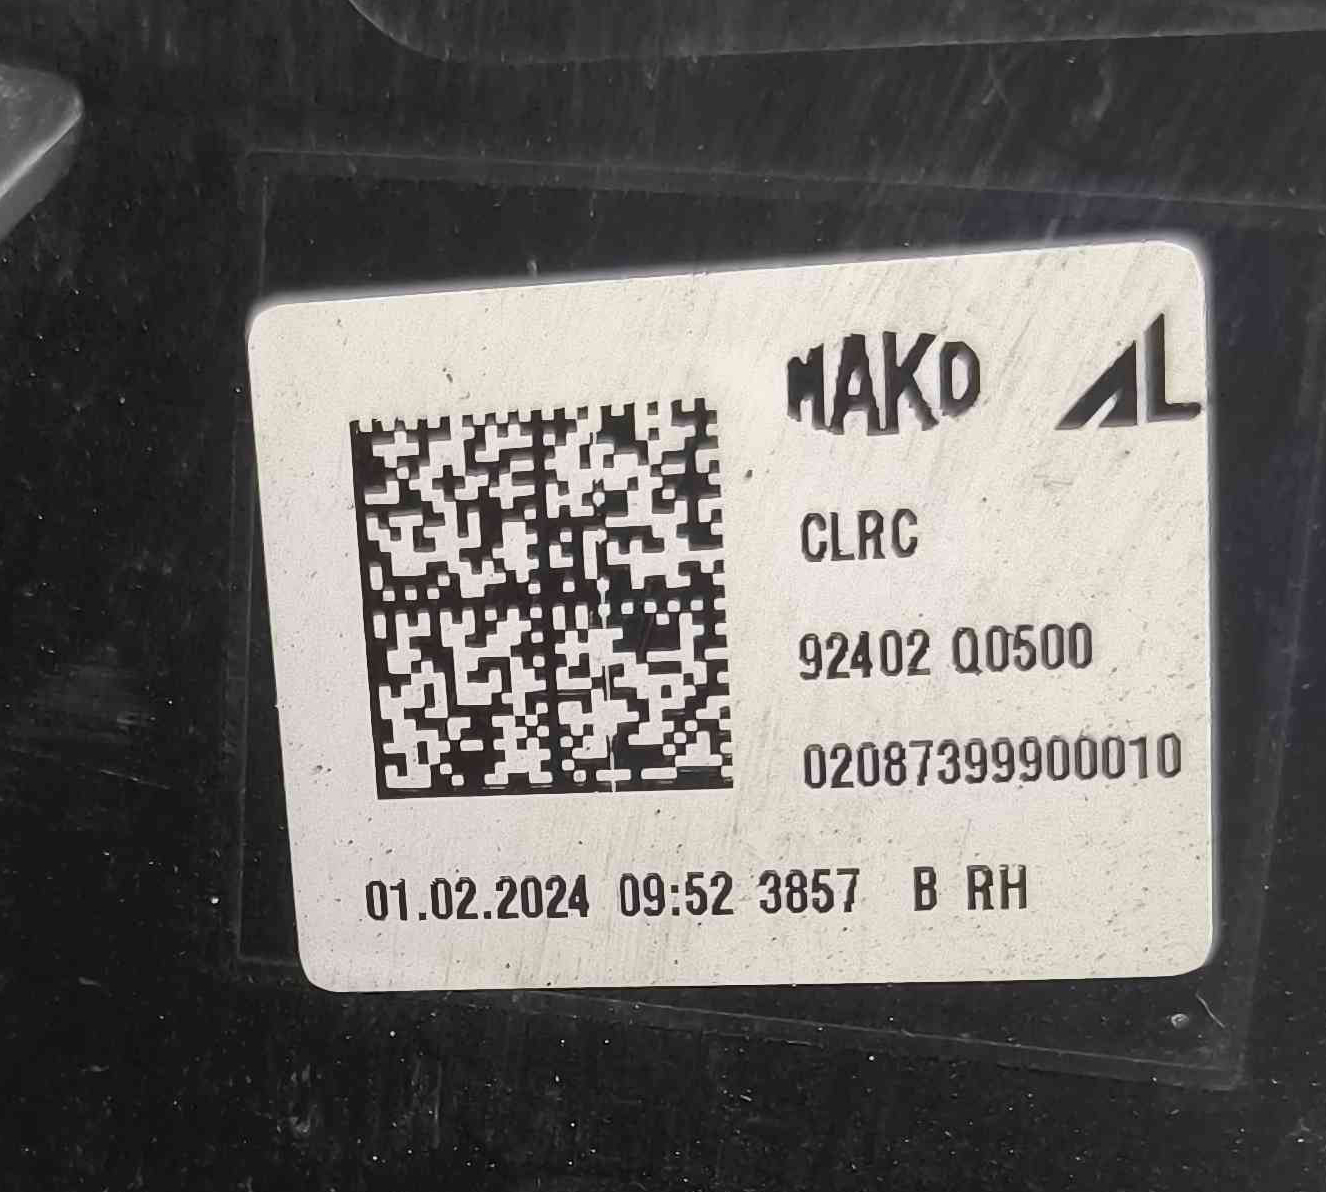 MAKO AL
CLRC
92402 Q0500
02087399900010
01.02.2024 09:52 3857 B RH